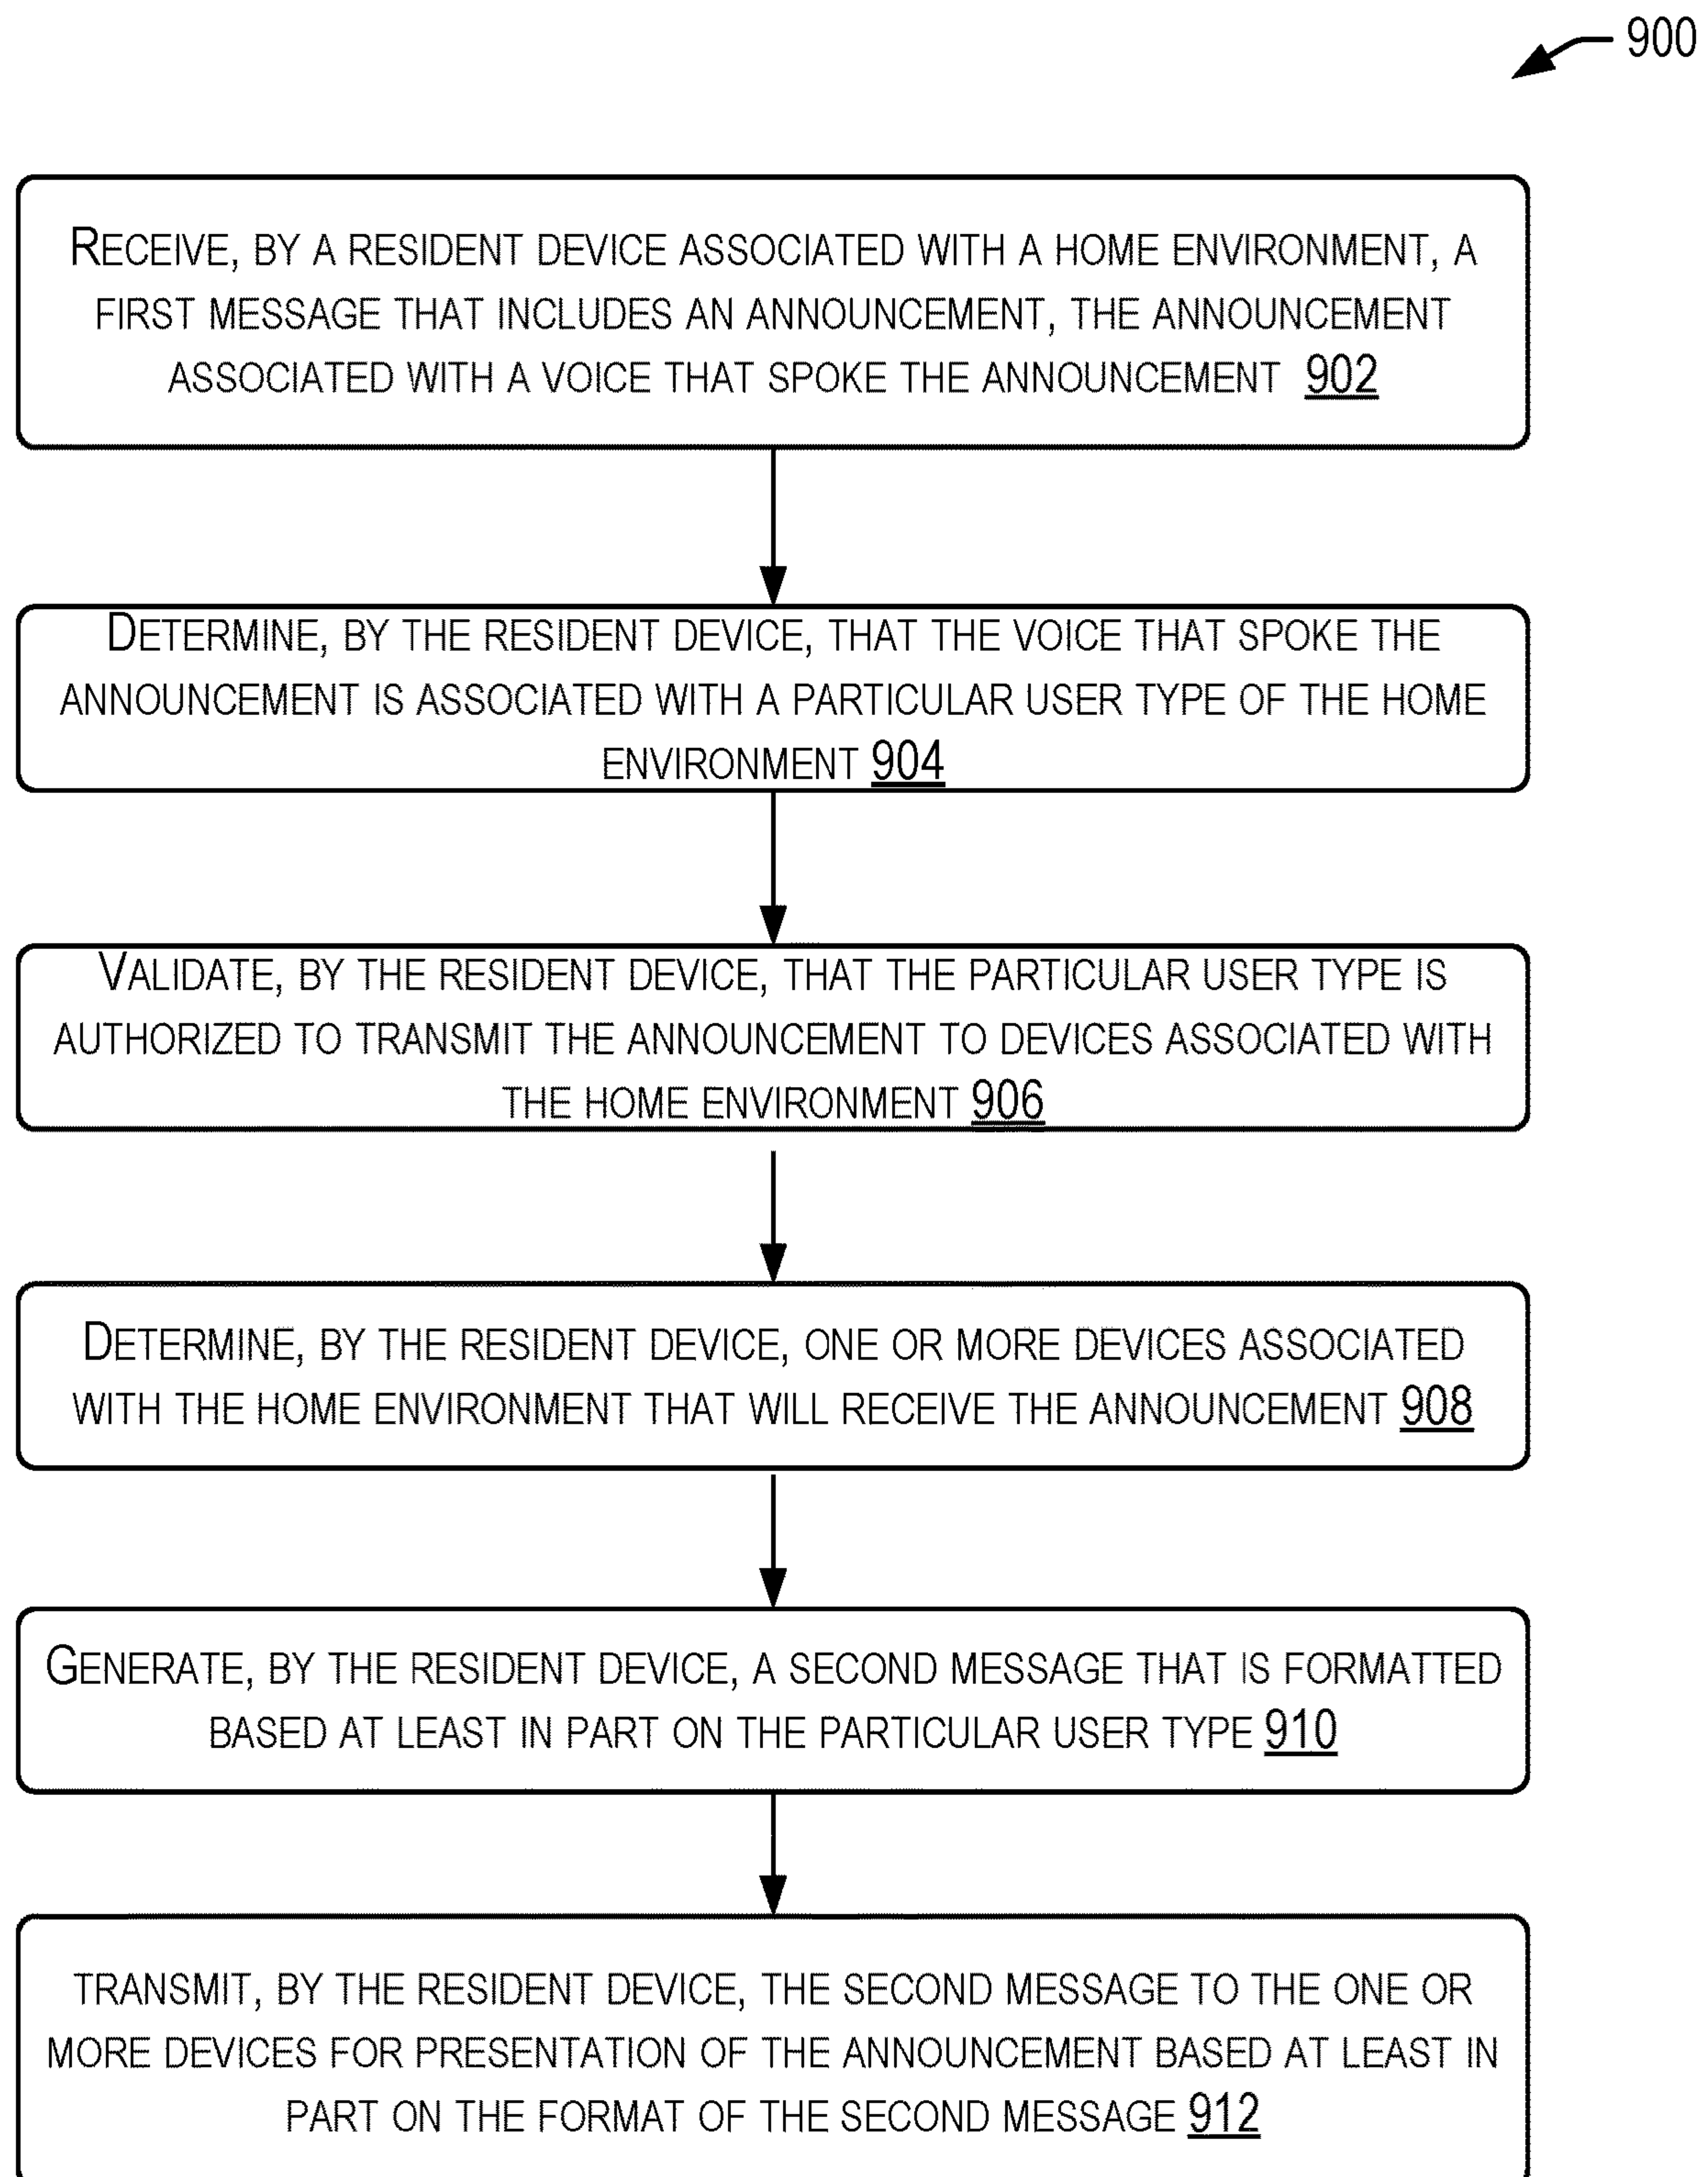 900
RECEIVE, BY A RESIDENT DEVICE ASSOCIATED WITH A HOME ENVIRONMENT, A
FIRST MESSAGE THAT INCLUDES AN ANNOUNCEMENT, THE ANNOUNCEMENT
ASSOCIATED WITH A VOICE THAT SPOKE THE ANNOUNCEMENT 902
DETERMINE, BY THE RESIDENT DEVICE, THAT THE VOICE THAT SPOKE THE
ANNOUNCEMENT IS ASSOCIATED WITH A PARTICULAR USER TYPE OF THE HOME
ENVIRONMENT 904
VALIDATE, BY THE RESIDENT DEVICE, THAT THE PARTICULAR USER TYPE IS
AUTHORIZED TO TRANSMIT THE ANNOUNCEMENT TO DEVICES ASSOCIATED WITH
THE HOME ENVIRONMENT 906
DETERMINE, BY THE RESIDENT DEVICE, ONE OR MORE DEVICES ASSOCIATED
WITH THE HOME ENVIRONMENT THAT WILL RECEIVE THE ANNOUNCEMENT 908
GENERATE, BY THE RESIDENT DEVICE, A SECOND MESSAGE THAT IS FORMATTED
BASED AT LEAST IN PART ON THE PARTICULAR USER TYPE 910
TRANSMIT, BY THE RESIDENT DEVICE, THE SECOND MESSAGE TO THE ONE OR
MORE DEVICES FOR PRESENTATION OF THE ANNOUNCEMENT BASED AT LEAST IN
PART ON THE FORMAT OF THE SECOND MESSAGE 912